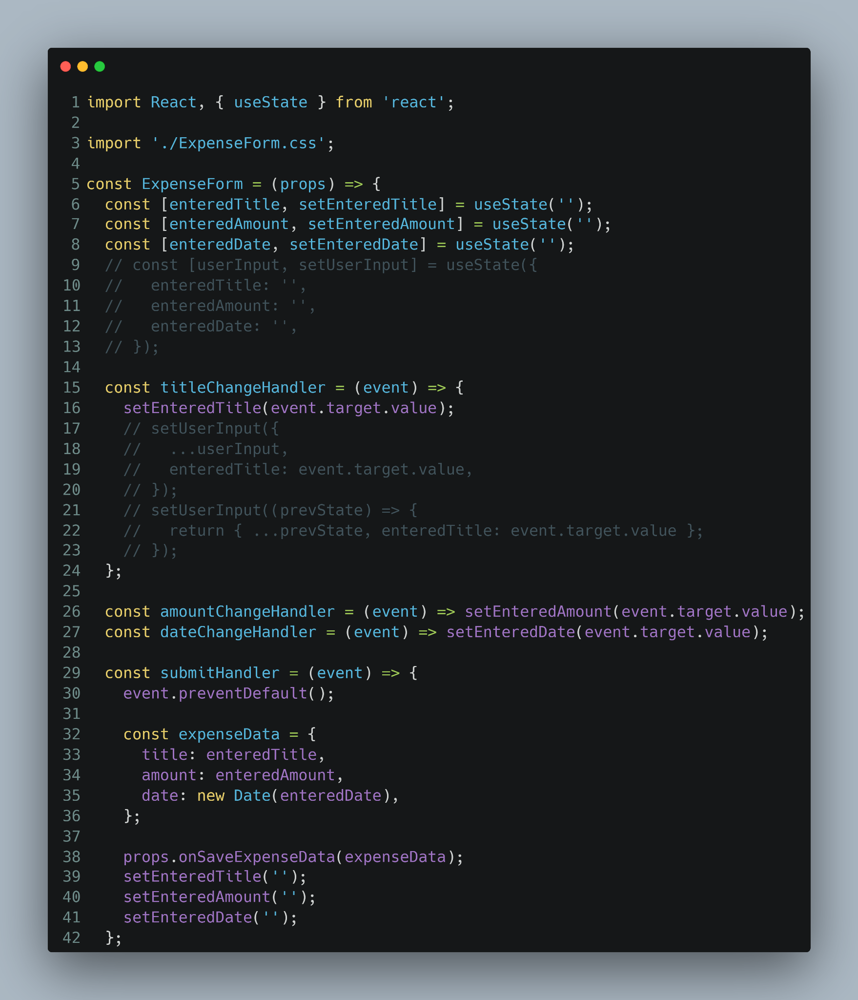 1 import React, { useState } from 'react';
2
3 import './ExpenseForm.css';
4
5 const ExpenseForm = (props) => {
6   const [enteredTitle, setEnteredTitle] = useState('');
7   const [enteredAmount, setEnteredAmount] = useState('');
8   const [enteredDate, setEnteredDate] = useState('');
9   // const [userInput, setUserInput] = useState({
10   //   enteredTitle: '',
11   //   enteredAmount: '',
12   //   enteredDate: '',
13   // });
14
15   const titleChangeHandler = (event) => {
16     setEnteredTitle(event.target.value);
17     // setUserInput({
18     //   ...userInput,
19     //   enteredTitle: event.target.value,
20     // });
21     // setUserInput((prevState) => {
22     //   return { ...prevState, enteredTitle: event.target.value };
23     // });
24   };
25
26   const amountChangeHandler = (event) => setEnteredAmount(event.target.value);
27   const dateChangeHandler = (event) => setEnteredDate(event.target.value);
28
29   const submitHandler = (event) => {
30     event.preventDefault();
31
32     const expenseData = {
33       title: enteredTitle,
34       amount: enteredAmount,
35       date: new Date(enteredDate),
36     };
37
38     props.onSaveExpenseData(expenseData);
39     setEnteredTitle('');
40     setEnteredAmount('');
41     setEnteredDate('');
42   };